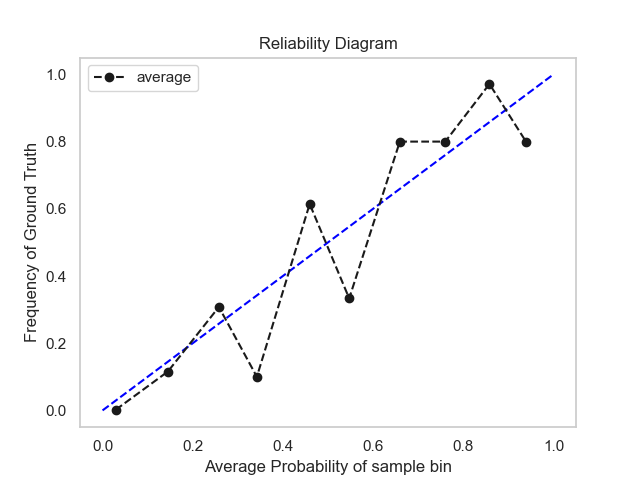 Reliability Diagram
average
1.0
0.8
0.6
0.4
0.2
0.0
Frequency of Ground Truth
0.0 0.2 0.4 0.6 0.8 1.0
Average Probability of sample bin